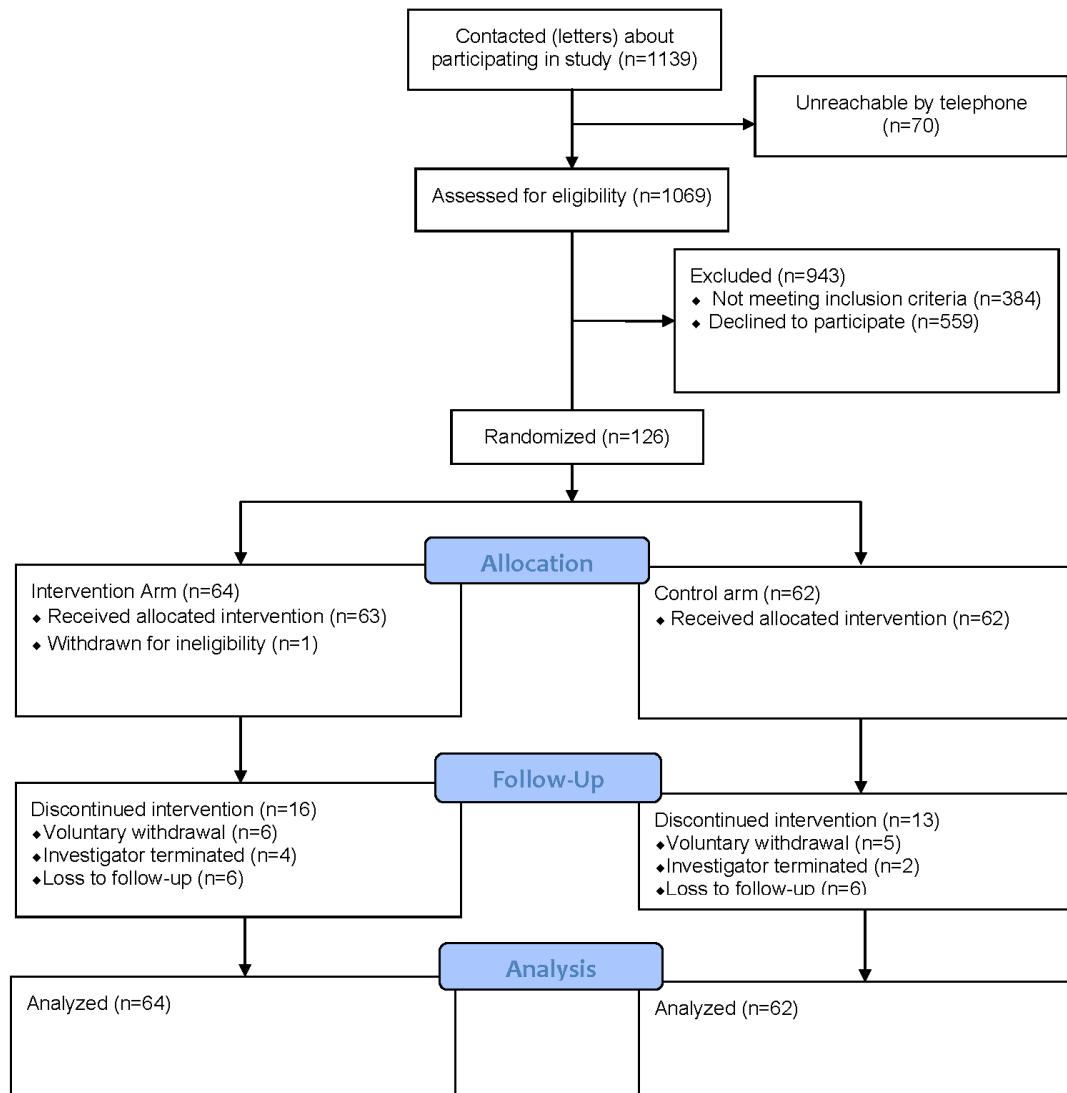 Contacted (letters) about
participating in study (n=1139)
Unreachable by telephone
(n=70)
Assessed for eligibility (n=1069)
Excluded (n=943)
◆ Not meeting inclusion criteria (n=384)
◆ Declined to participate (n=559)
Randomized (n=126)
Allocation
Intervention Arm (n=64)
◆ Received allocated intervention (n=63)
◆ Withdrawn for ineligibility (n=1)
Control arm (n=62)
◆ Received allocated intervention (n=62)
Follow-Up
Discontinued intervention (n=16)
◆Voluntary withdrawal (n=6)
◆Investigator terminated (n=4)
◆Loss to follow-up (n=6)
Discontinued intervention (n=13)
◆Voluntary withdrawal (n=5)
◆Investigator terminated (n=2)
◆Loss to follow-up (n=6)
Analysis
Analyzed (n=64)
Analyzed (n=62)